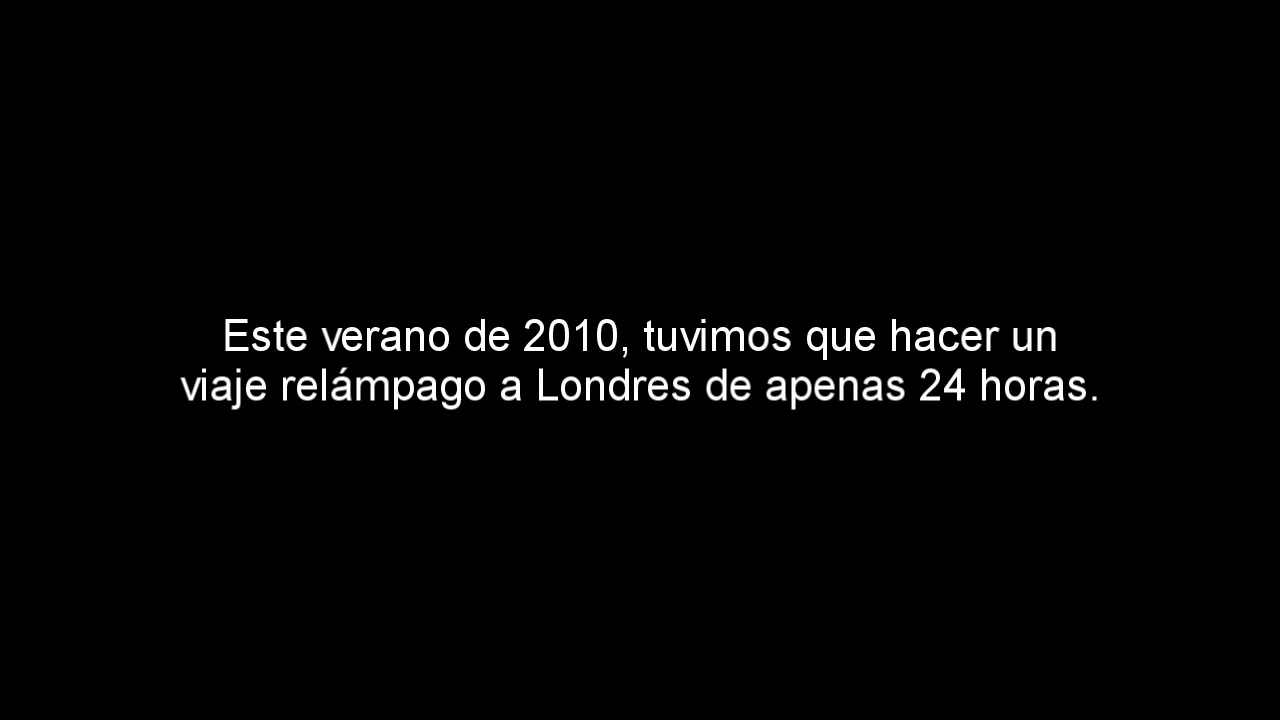 Este verano de 2010, tuvimos que hacer un
viaje relámpago a Londres de apenas 24 horas.